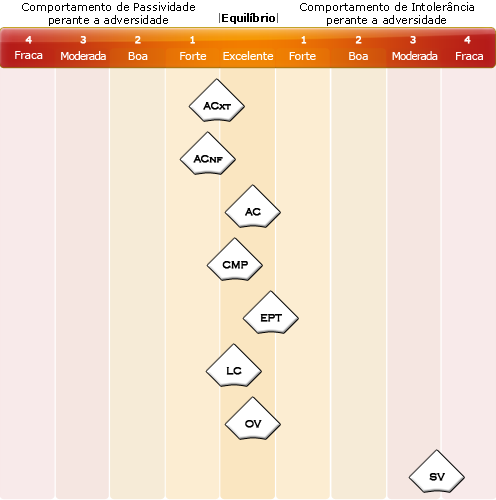 Comportamento de Passividade
perante a adversidade
|Equilíbrio|
Comportamento de Intolerância
perante a adversidade
4 3 2 1 1 2 3 4
Fraca Moderada Boa Forte Excelente Forte Boa Moderada Fraca
ACXT
ACNF
AC
CMP
EPT
LC
OV
SV